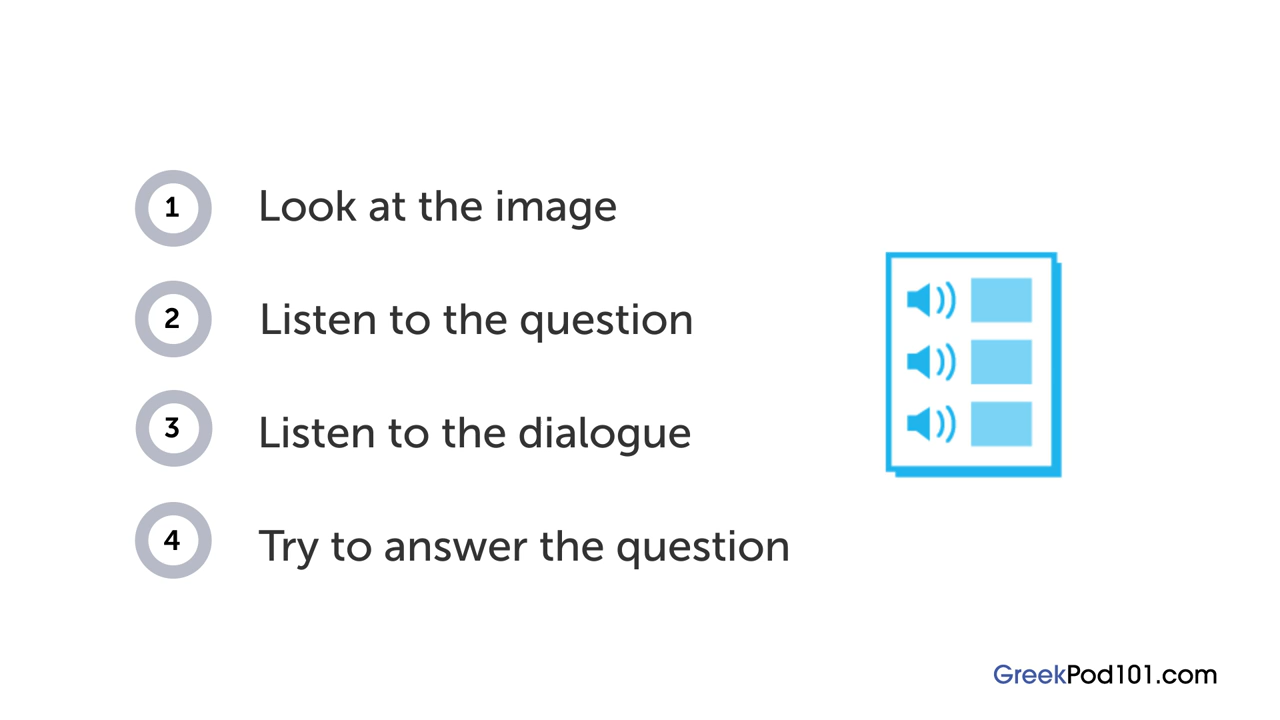 1 Look at the image
2 Listen to the question
3 Listen to the dialogue
4 Try to answer the question
GreekPod101.com